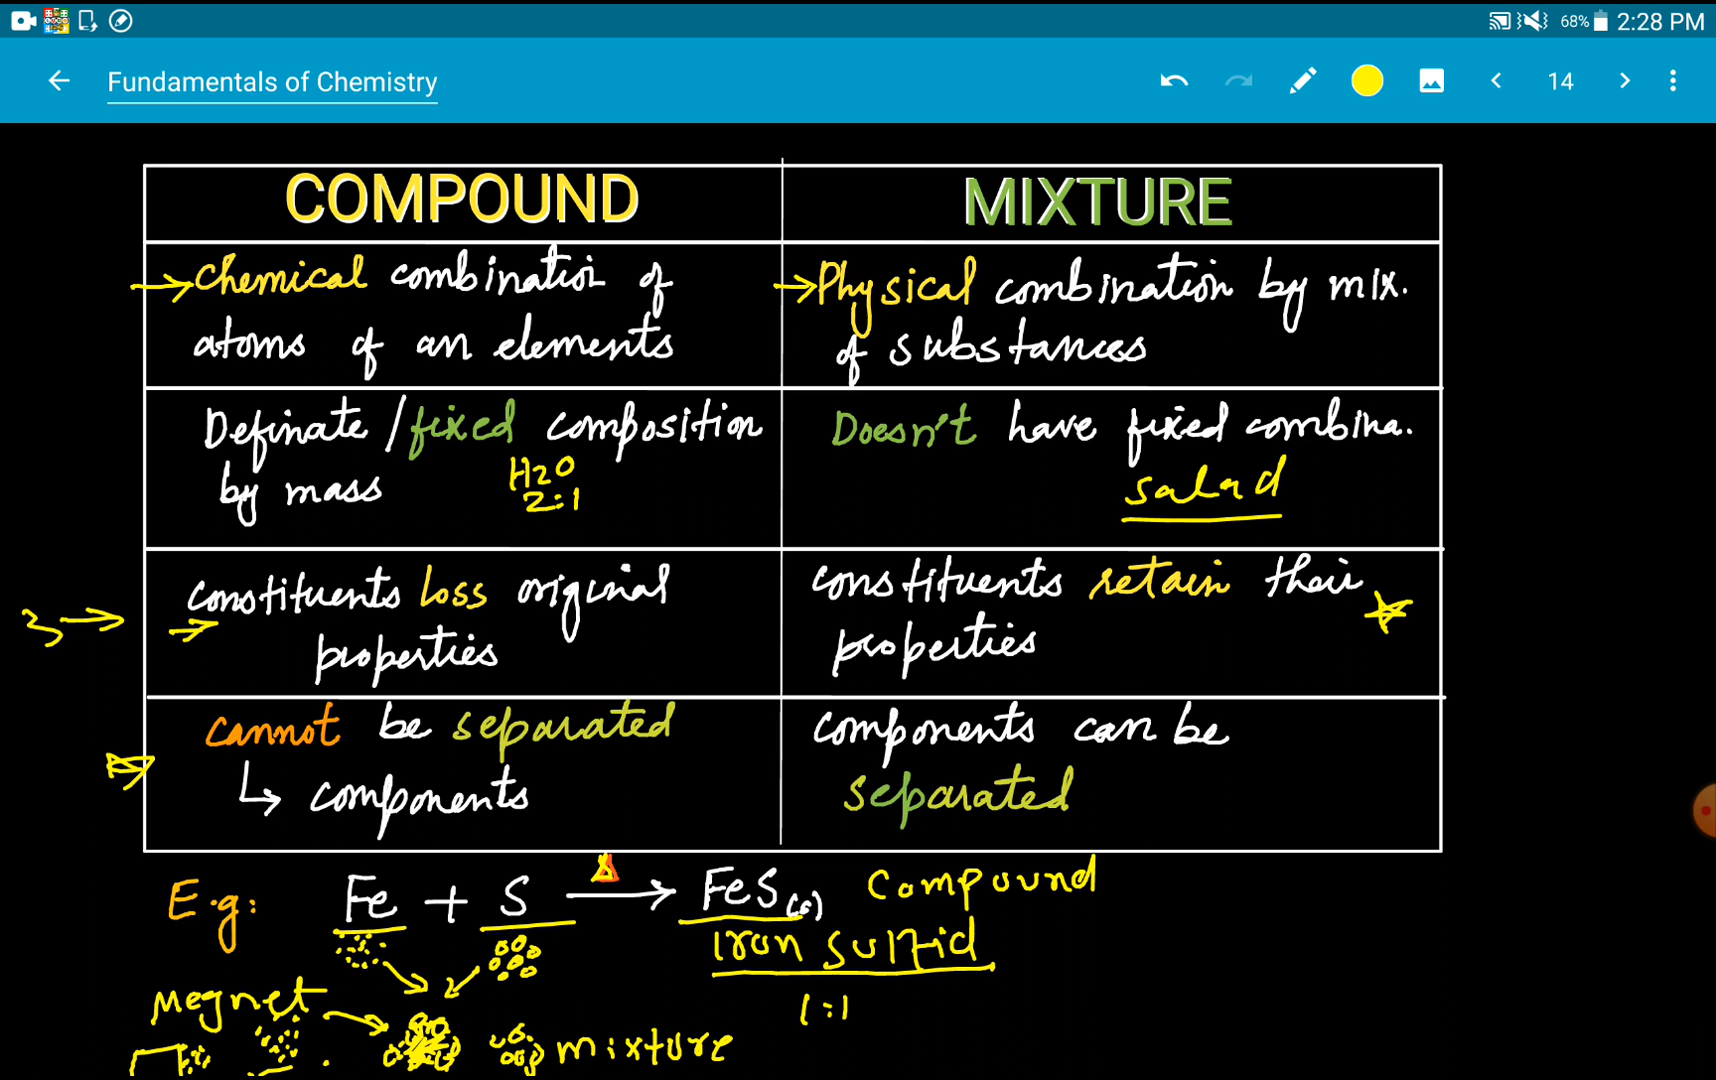 68% 2:28 PM
Fundamentals of Chemistry 14
COMPOUND
MIXTURE
Chemical combination of
atoms of an elements
Physical combination by mix.
of substances
Definate / fixed composition
by mass
H2O
2:1
Doesn't have fixed combina.
salad
3
constituents loss original
properties
constituents retain their
properties
cannot be separated
components
components can be
separated
E.g: Fe + S Δ → FeS(s) Compound
Iron sulfid
1:1
Megnet
mixture